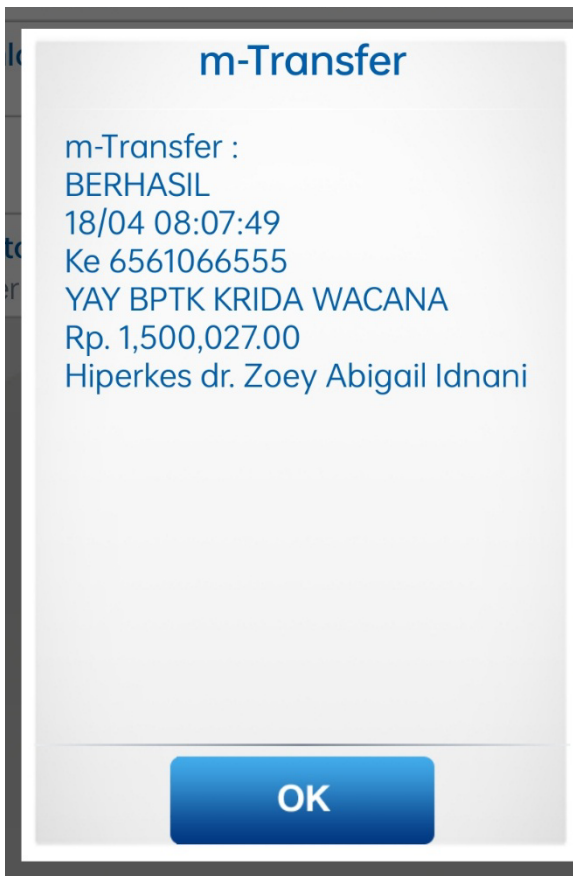 m-Transfer
m-Transfer :
BERHASIL
18/04 08:07:49
Ke 6561066555
YAY BPTK KRIDA WACANA
Rp. 1,500,027.00
Hiperkes dr. Zoey Abigail Idnani
OK